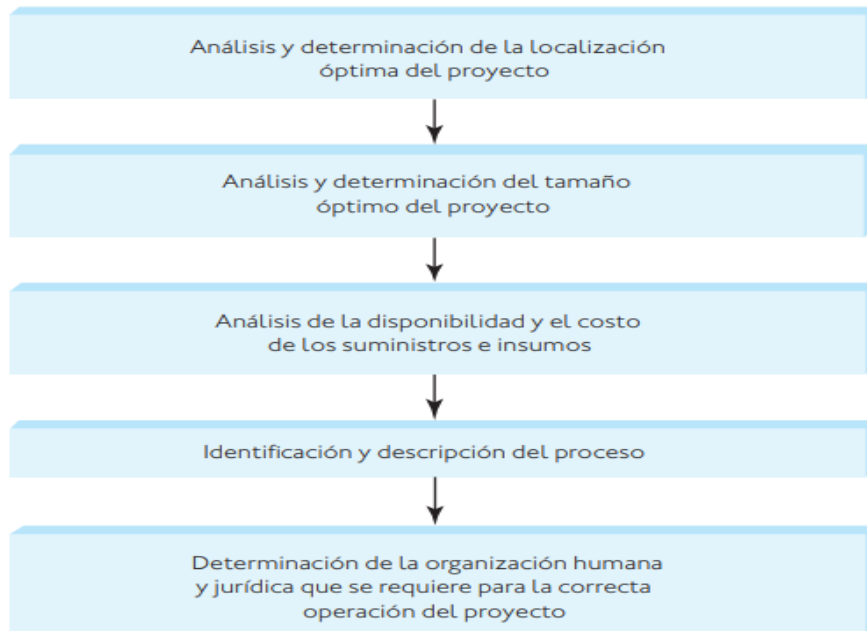 Análisis y determinación de la localización
óptima del proyecto
Análisis y determinación del tamaño
óptimo del proyecto
Análisis de la disponibilidad y el costo
de los suministros e insumos
Identificación y descripción del proceso
Determinación de la organización humana
y jurídica que se requiere para la correcta
operación del proyecto